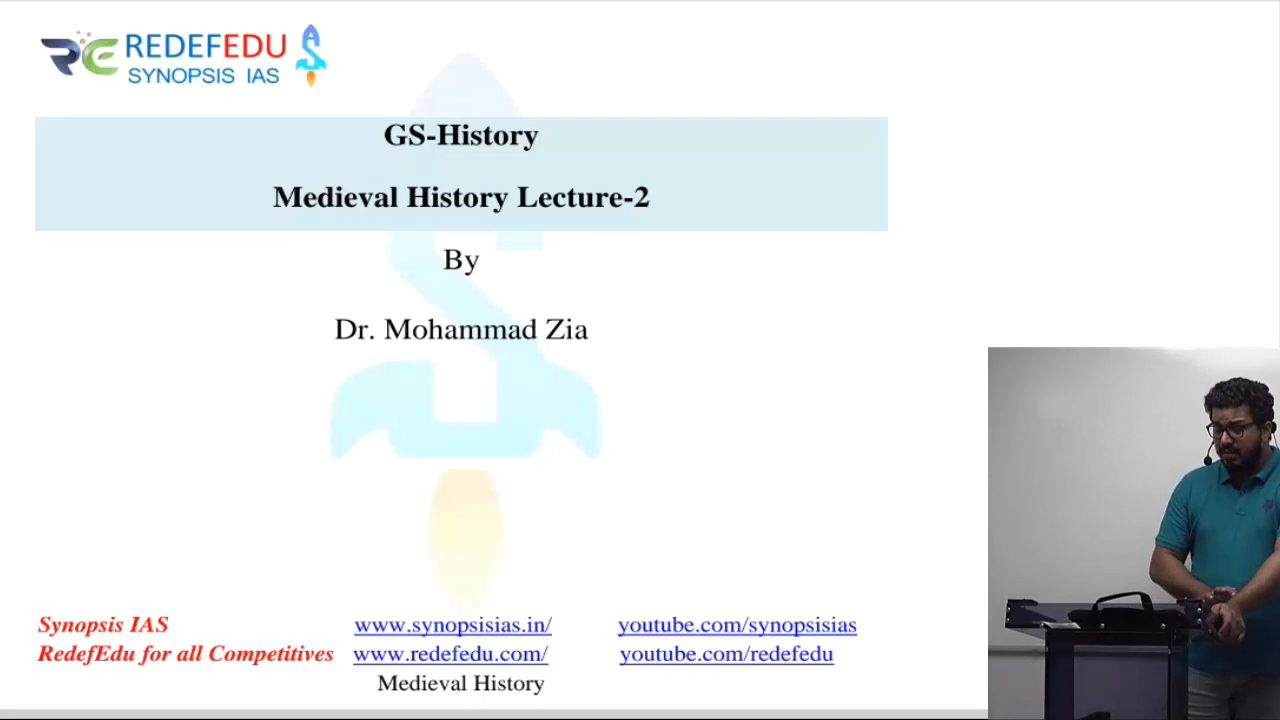 REDEFEDU
SYNOPSIS IAS
GS-History
Medieval History Lecture-2
By
Dr. Mohammad Zia
Synopsis IAS www.synopsisias.in/ youtube.com/synopsisias
RedefEdu for all Competitives www.redefedu.com/ youtube.com/redefedu
Medieval History